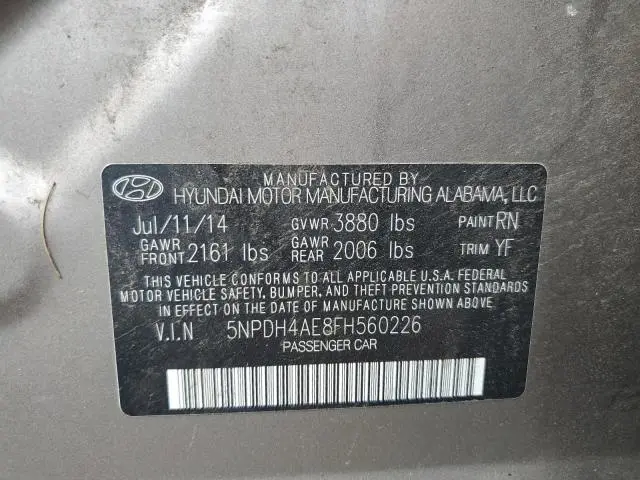 MANUFACTURED BY
HYUNDAI MOTOR MANUFACTURING ALABAMA, LLC
Jul/11/14 GVWR 3880 lbs PAINT RN
GAWR FRONT 2161 lbs GAWR REAR 2006 lbs TRIM YF
THIS VEHICLE CONFORMS TO ALL APPLICABLE U.S.A. FEDERAL
MOTOR VEHICLE SAFETY, BUMPER, AND THEFT PREVENTION
STANDARDS IN EFFECT ON THE DATE OF MANUFACTURE SHOWN ABOVE.
V.I.N 5NPDH4AE8FH560226
PASSENGER CAR